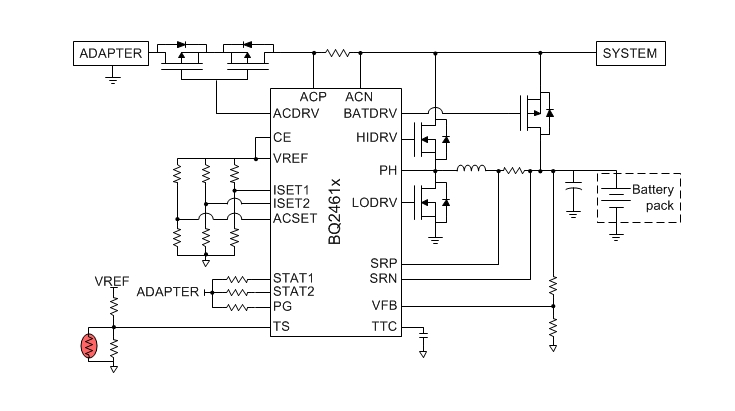 ADAPTER
SYSTEM
ACP ACN
ACDRV
BATDRV
CE
HIDRV
VREF
PH
ISET1
ISET2
LODRV
ACSET
BQ2461x
Battery
pack
SRP
STAT1
SRN
VREF
ADAPTER
STAT2
PG
VFB
TS
TTC